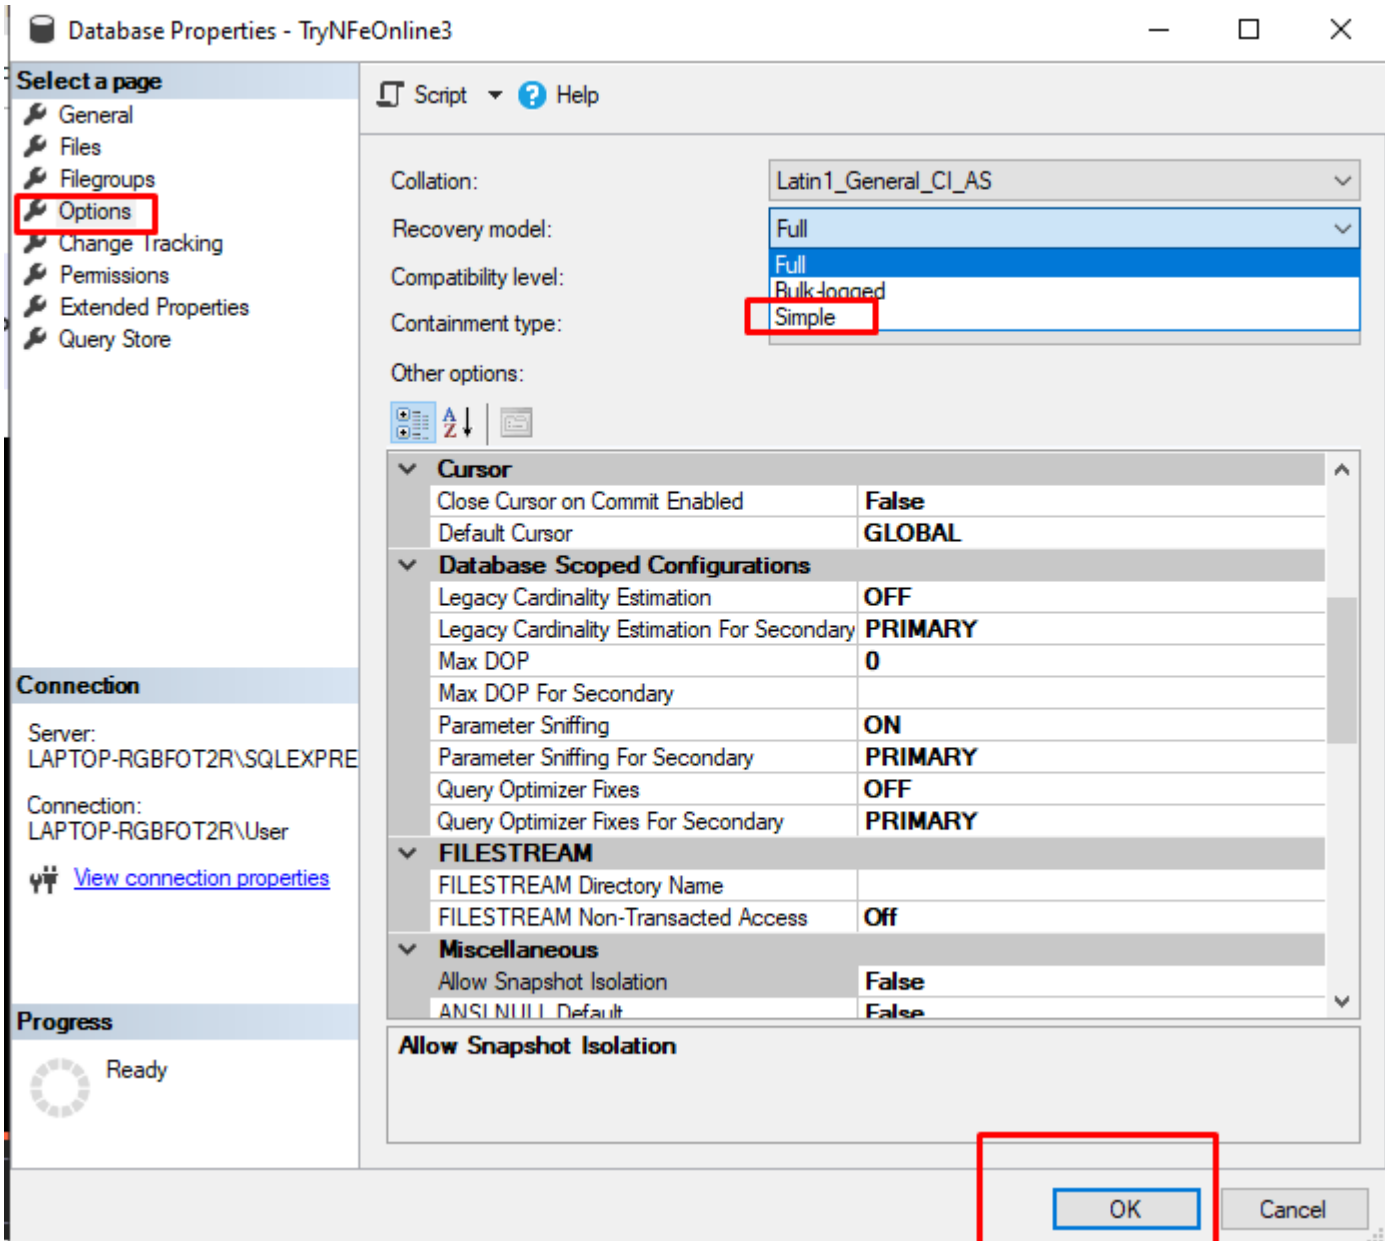 Database Properties - TryNFeOnline3
Select a page
General
Files
Filegroups
Options
Change Tracking
Permissions
Extended Properties
Query Store
Connection
Server:
LAPTOP-RGBFOT2R\SQLEXPRE
Connection:
LAPTOP-RGBFOT2R\User
View connection properties
Progress
Ready
Script
Help
Collation:
Latin1_General_CI_AS
Recovery model:
Full
Full
Bulk-logged
Simple
Compatibility level:
Containment type:
Other options:
Cursor
Close Cursor on Commit Enabled False
Default Cursor GLOBAL
Database Scoped Configurations
Legacy Cardinality Estimation OFF
Legacy Cardinality Estimation For Secondary PRIMARY
Max DOP 0
Max DOP For Secondary
Parameter Sniffing ON
Parameter Sniffing For Secondary PRIMARY
Query Optimizer Fixes OFF
Query Optimizer Fixes For Secondary PRIMARY
FILESTREAM
FILESTREAM Directory Name
FILESTREAM Non-Transacted Access Off
Miscellaneous
Allow Snapshot Isolation False
ANSI NULL Default False
Allow Snapshot Isolation
OK
Cancel